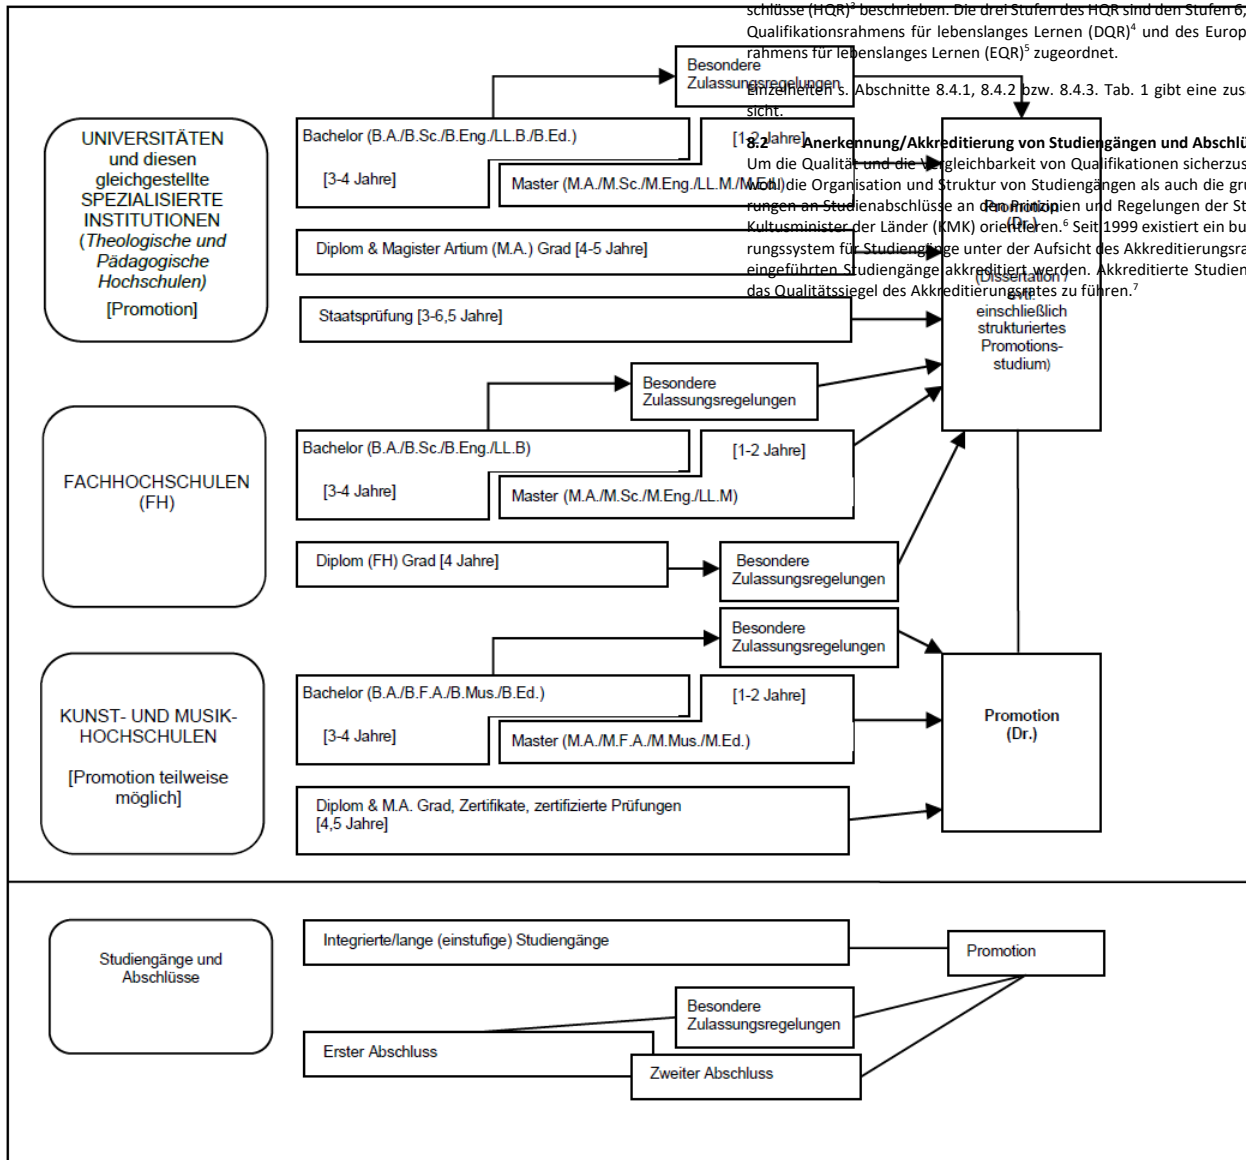 schlüsse (HQR)³ beschrieben. Die drei Stufen des HQR sind den Stufen 6,
Qualifikationsrahmens für lebenslanges Lernen (DQR)⁴ und des Europ
rahmens für lebenslanges Lernen (EQR)⁵ zugeordnet.
Einzelheiten s. Abschnitte 8.4.1, 8.4.2 bzw. 8.4.3. Tab. 1 gibt eine zusa
sicht.
8.2 Anerkennung/Akkreditierung von Studiengängen und Abschlü
Um die Qualität und die Vergleichbarkeit von Qualifikationen sicherzus
wohl die Organisation und Struktur von Studiengängen als auch die gru
rungen an Studienabschlüsse an den Prinzipien und Regelungen der St
Kultusminister der Länder (KMK) orientieren.⁶ Seit 1999 existiert ein bu
rungssystem für Studiengänge unter der Aufsicht des Akkreditierungsra
eingeführten Studiengänge akkreditiert werden. Akkreditierte Studien
das Qualitätssiegel des Akkreditierungsrates zu führen.⁷
Besondere
Zulassungsregelungen
UNIVERSITÄTEN
und diesen
gleichgestellte
SPEZIALISIERTE
INSTITUTIONEN
(Theologische und
Pädagogische
Hochschulen)
[Promotion]
Bachelor (B.A./B.Sc./B.Eng./LL.B./B.Ed.)
[3-4 Jahre]
[1-2 Jahre]
Master (M.A./M.Sc./M.Eng./LL.M./M.Ed.)
Diplom & Magister Artium (M.A.) Grad [4-5 Jahre]
Staatsprüfung [3-6,5 Jahre]
Promotion
(Dr.)
(Dissertation /
evtl.
einschließlich
strukturiertes
Promotions-
studium)
FACHHOCHSCHULEN
(FH)
Besondere
Zulassungsregelungen
Bachelor (B.A./B.Sc./B.Eng./LL.B)
[3-4 Jahre]
[1-2 Jahre]
Master (M.A./M.Sc./M.Eng./LL.M)
Diplom (FH) Grad [4 Jahre]
Besondere
Zulassungsregelungen
KUNST- UND MUSIK-
HOCHSCHULEN
[Promotion teilweise
möglich]
Besondere
Zulassungsregelungen
Bachelor (B.A./B.F.A./B.Mus./B.Ed.)
[3-4 Jahre]
[1-2 Jahre]
Master (M.A./M.F.A./M.Mus./M.Ed.)
Diplom & M.A. Grad, Zertifikate, zertifizierte Prüfungen
[4,5 Jahre]
Promotion
(Dr.)
Studiengänge und
Abschlüsse
Integrierte/lange (einstufige) Studiengänge
Promotion
Besondere
Zulassungsregelungen
Erster Abschluss
Zweiter Abschluss